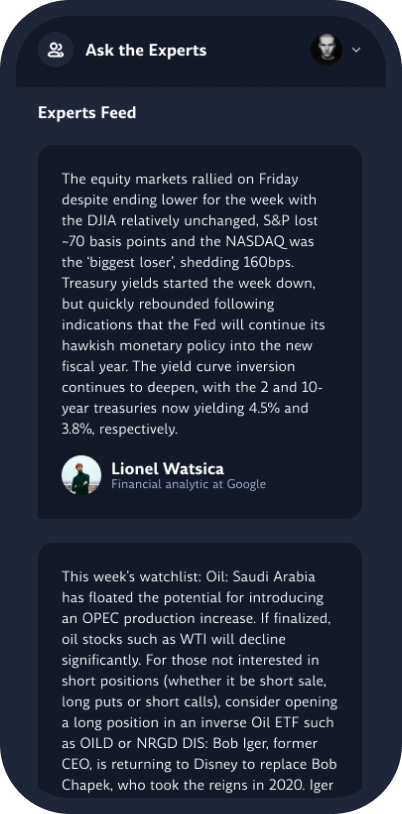 Ask the Experts
Experts Feed
The equity markets rallied on Friday
despite ending lower for the week with
the DJIA relatively unchanged, S&P lost
~70 basis points and the NASDAQ was
the ‘biggest loser’, shedding 160bps.
Treasury yields started the week down,
but quickly rebounded following
indications that the Fed will continue its
hawkish monetary policy into the new
fiscal year. The yield curve inversion
continues to deepen, with the 2 and 10-
year treasuries now yielding 4.5% and
3.8%, respectively.
Lionel Watsica
Financial analytic at Google
This week’s watchlist: Oil: Saudi Arabia
has floated the potential for introducing
an OPEC production increase. If finalized,
oil stocks such as WTI will decline
significantly. For those not interested in
short positions (whether it be short sale,
long puts or short calls), consider opening
a long position in an inverse Oil ETF such
as OILD or NRGD DIS: Bob Iger, former
CEO, is returning to Disney to replace Bob
Chapek, who took the reigns in 2020. Iger